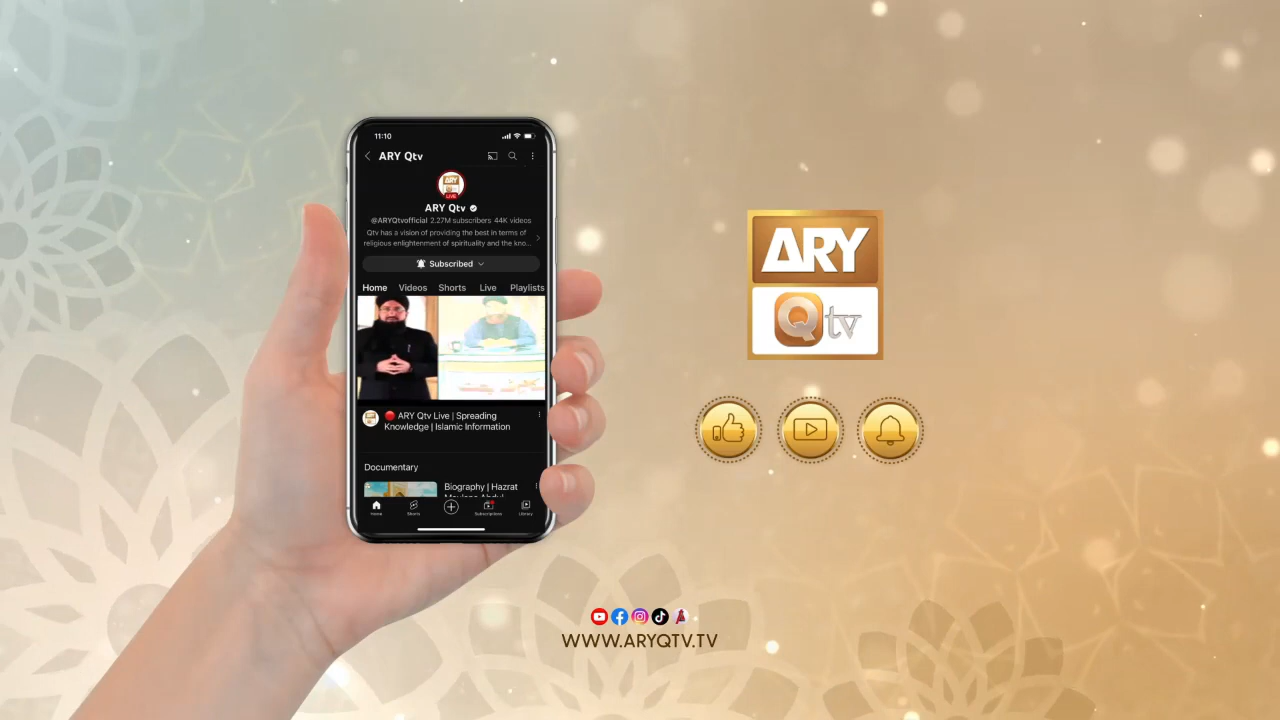 11:10
ARY Qtv
LIVE
ARY Qtv
@ARYQtvofficial 2.27M subscribers 44K videos
Qtv has a vision of providing the best in terms of
religious enlightenment of spirituality and the kno...
Subscribed
Home Videos Shorts Live Playlists
ARY Qtv Live | Spreading
Knowledge | Islamic Information
Documentary
Biography | Hazrat
Home Shorts Subscriptions Library
ARY
Qtv
WWW.ARYQTV.TV